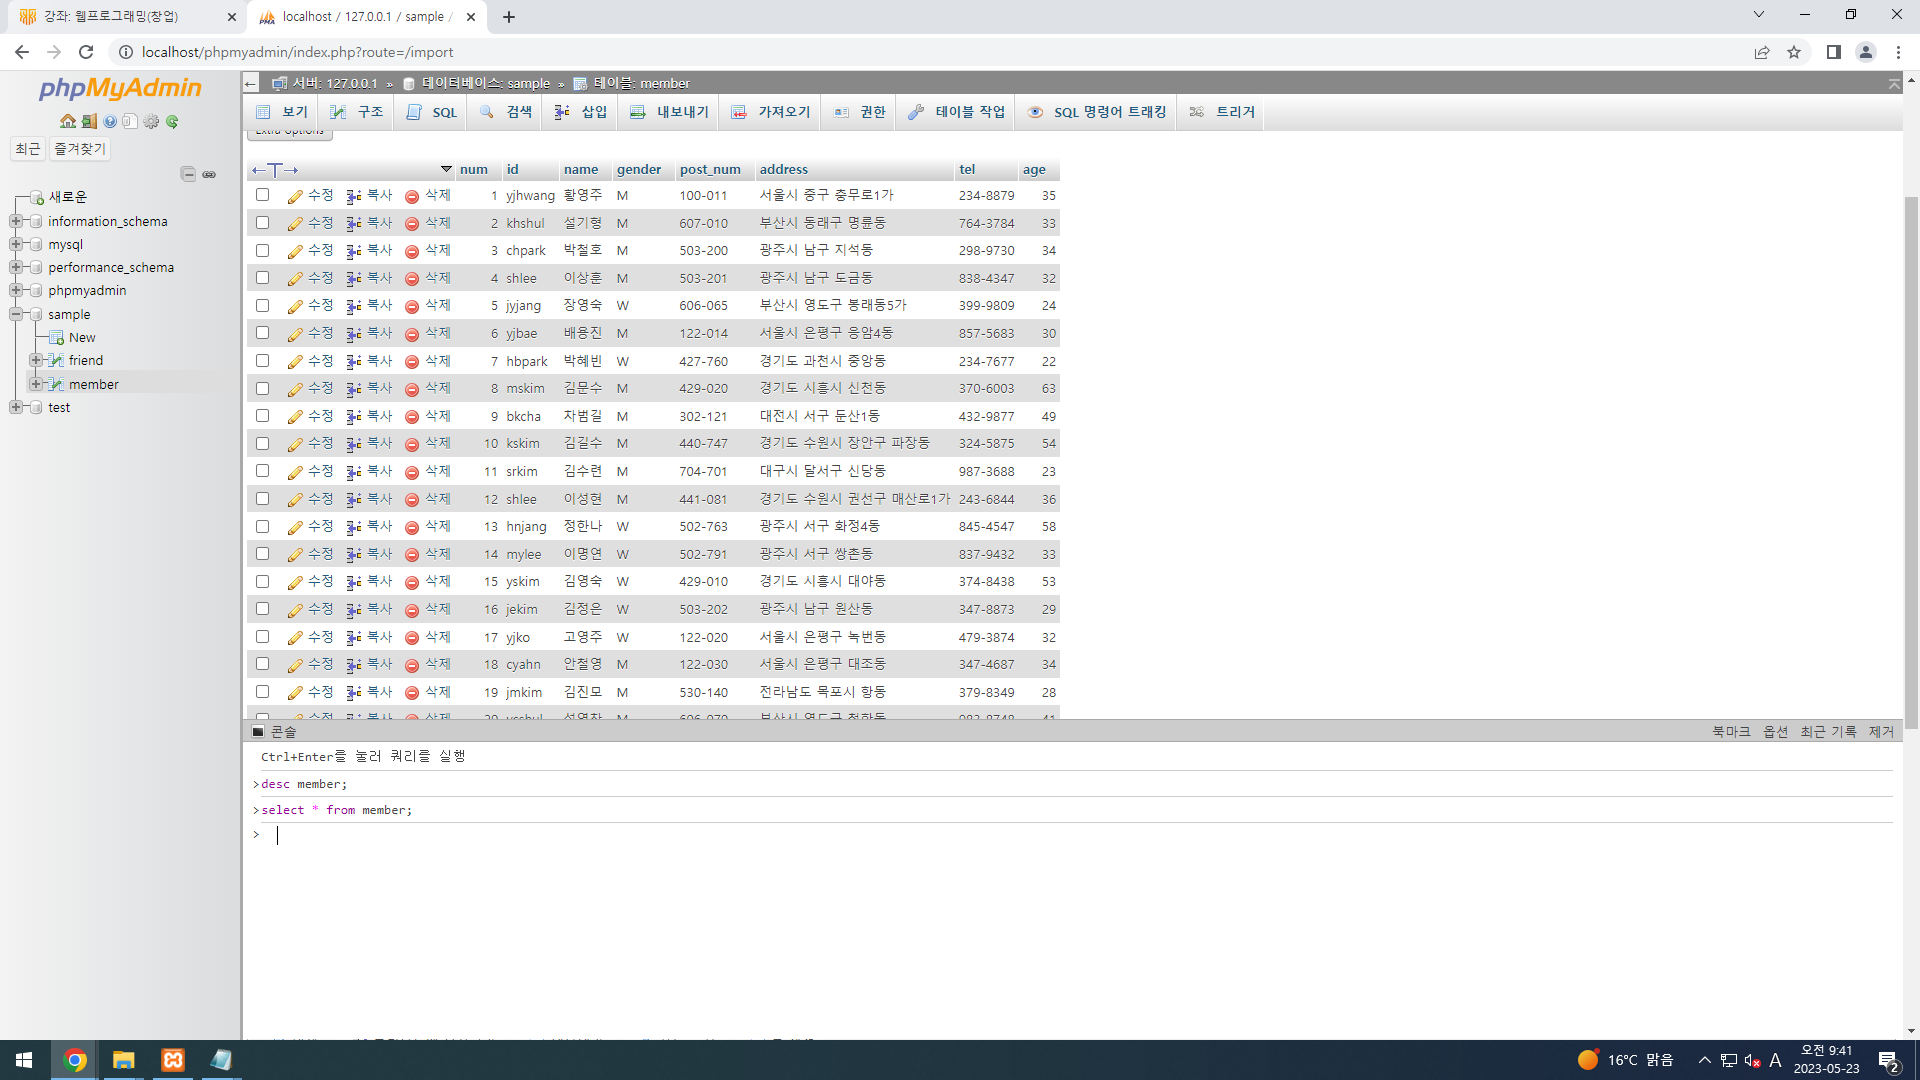 강좌: 웹프로그래밍(창업)
localhost / 127.0.0.1 / sample /
localhost/phpmyadmin/index.php?route=/import
phpMyAdmin
최근 즐겨찾기
새로운
information_schema
mysql
performance_schema
phpmyadmin
sample
New
friend
member
test
서버: 127.0.0.1 » 데이터베이스: sample » 테이블: member
보기 구조 SQL 검색 삽입 내보내기 가져오기 권한 테이블 작업 SQL 명령어 트래킹 트리거
Extra options
num id name gender post_num address tel age
수정 복사 삭제 1 yjhwang 황영주 M 100-011 서울시 중구 충무로1가 234-8879 35
수정 복사 삭제 2 khshul 설기형 M 607-010 부산시 동래구 명륜동 764-3784 33
수정 복사 삭제 3 chpark 박철호 M 503-200 광주시 남구 지석동 298-9730 34
수정 복사 삭제 4 shlee 이상훈 M 503-201 광주시 남구 도금동 838-4347 32
수정 복사 삭제 5 jyjang 장영숙 W 606-065 부산시 영도구 봉래동5가 399-9809 24
수정 복사 삭제 6 yjbae 배용진 M 122-014 서울시 은평구 응암4동 857-5683 30
수정 복사 삭제 7 hbpark 박혜빈 W 427-760 경기도 과천시 중앙동 234-7677 22
수정 복사 삭제 8 mskim 김문수 M 429-020 경기도 시흥시 신천동 370-6003 63
수정 복사 삭제 9 bkcha 차범길 M 302-121 대전시 서구 둔산1동 432-9877 49
수정 복사 삭제 10 kskim 김길수 M 440-747 경기도 수원시 장안구 파장동 324-5875 54
수정 복사 삭제 11 srkim 김수련 M 704-701 대구시 달서구 신당동 987-3688 23
수정 복사 삭제 12 shlee 이성현 M 441-081 경기도 수원시 권선구 매산로1가 243-6844 36
수정 복사 삭제 13 hnjang 정한나 W 502-763 광주시 서구 화정4동 845-4547 58
수정 복사 삭제 14 mylee 이명연 W 502-791 광주시 서구 쌍촌동 837-9432 33
수정 복사 삭제 15 yskim 김영숙 W 429-010 경기도 시흥시 대야동 374-8438 53
수정 복사 삭제 16 jekim 김정은 W 503-202 광주시 남구 원산동 347-8873 29
수정 복사 삭제 17 yjko 고영주 W 122-020 서울시 은평구 녹번동 479-3874 32
수정 복사 삭제 18 cyahn 안철영 M 122-030 서울시 은평구 대조동 347-4687 34
수정 복사 삭제 19 jmkim 김진모 M 530-140 전라남도 목포시 항동 379-8349 28
수정 복사 삭제 20
콘솔 북마크 옵션 최근 기록 제거
Ctrl+Enter를 눌러 쿼리를 실행
>desc member;
>select * from member;
>
16°C 맑음 A 오전 9:41
2023-05-23 2